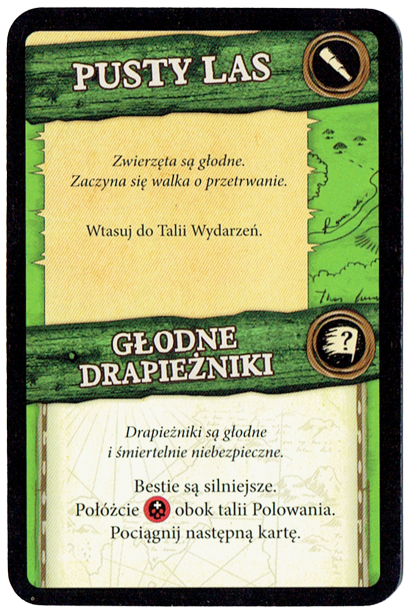 PUSTY LAS
Zwierzęta są głodne.
Zaczyna się walka o przetrwanie.
Wtasuj do Talii Wydarzeń.
GŁODNE
DRAPIEŻNIKI
?
Drapieżniki są głodne
i śmiertelnie niebezpieczne.
Bestie są silniejsze.
Połóżcie obok talii Polowania.
Pociągnij następną kartę.